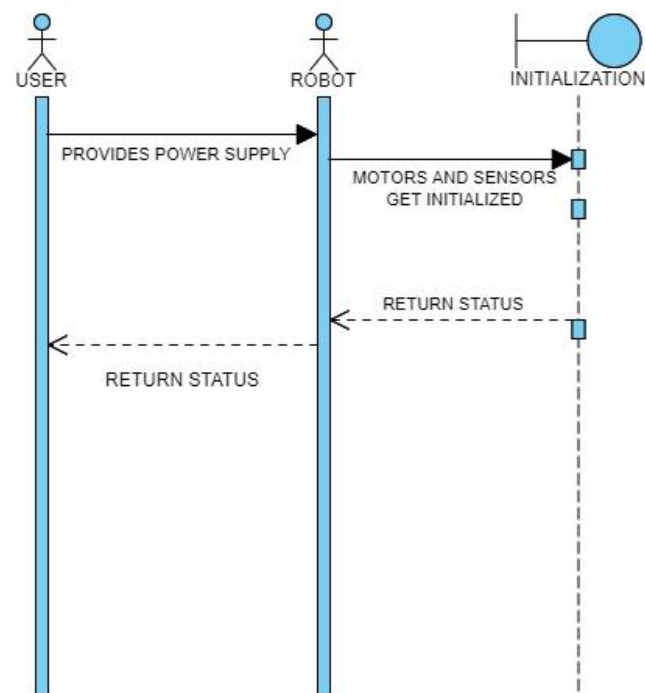 USER
ROBOT
INITIALIZATION
PROVIDES POWER SUPPLY
MOTORS AND SENSORS
GET INITIALIZED
RETURN STATUS
RETURN STATUS